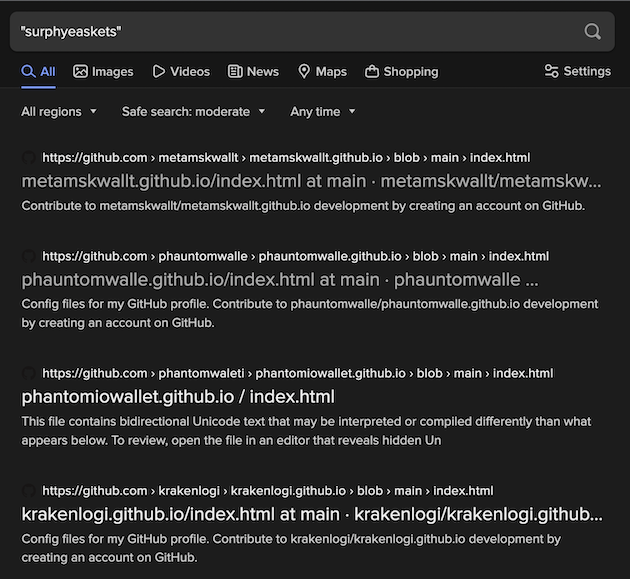 "surphyeaskets"
All Images Videos News Maps Shopping Settings
All regions Safe search: moderate Any time
https://github.com › metamskwallt › metamskwallt.github.io › blob › main › index.html
metamskwallt.github.io/index.html at main · metamskwallt/metamskw...
Contribute to metamskwallt/metamskwallt.github.io development by creating an account on GitHub.
https://github.com › phauntomwalle › phauntomwalle.github.io › blob › main › index.html
phauntomwalle.github.io/index.html at main · phauntomwalle ...
Config files for my GitHub profile. Contribute to phauntomwalle/phauntomwalle.github.io development
by creating an account on GitHub.
https://github.com › phantomwaleti › phantomiowallet.github.io › blob › main › index.html
phantomiowallet.github.io / index.html
This file contains bidirectional Unicode text that may be interpreted or compiled differently than what
appears below. To review, open the file in an editor that reveals hidden Un
https://github.com › krakenlogi › krakenlogi.github.io › blob › main › index.html
krakenlogi.github.io/index.html at main · krakenlogi/krakenlogi.github...
Config files for my GitHub profile. Contribute to krakenlogi/krakenlogi.github.io development by
creating an account on GitHub.